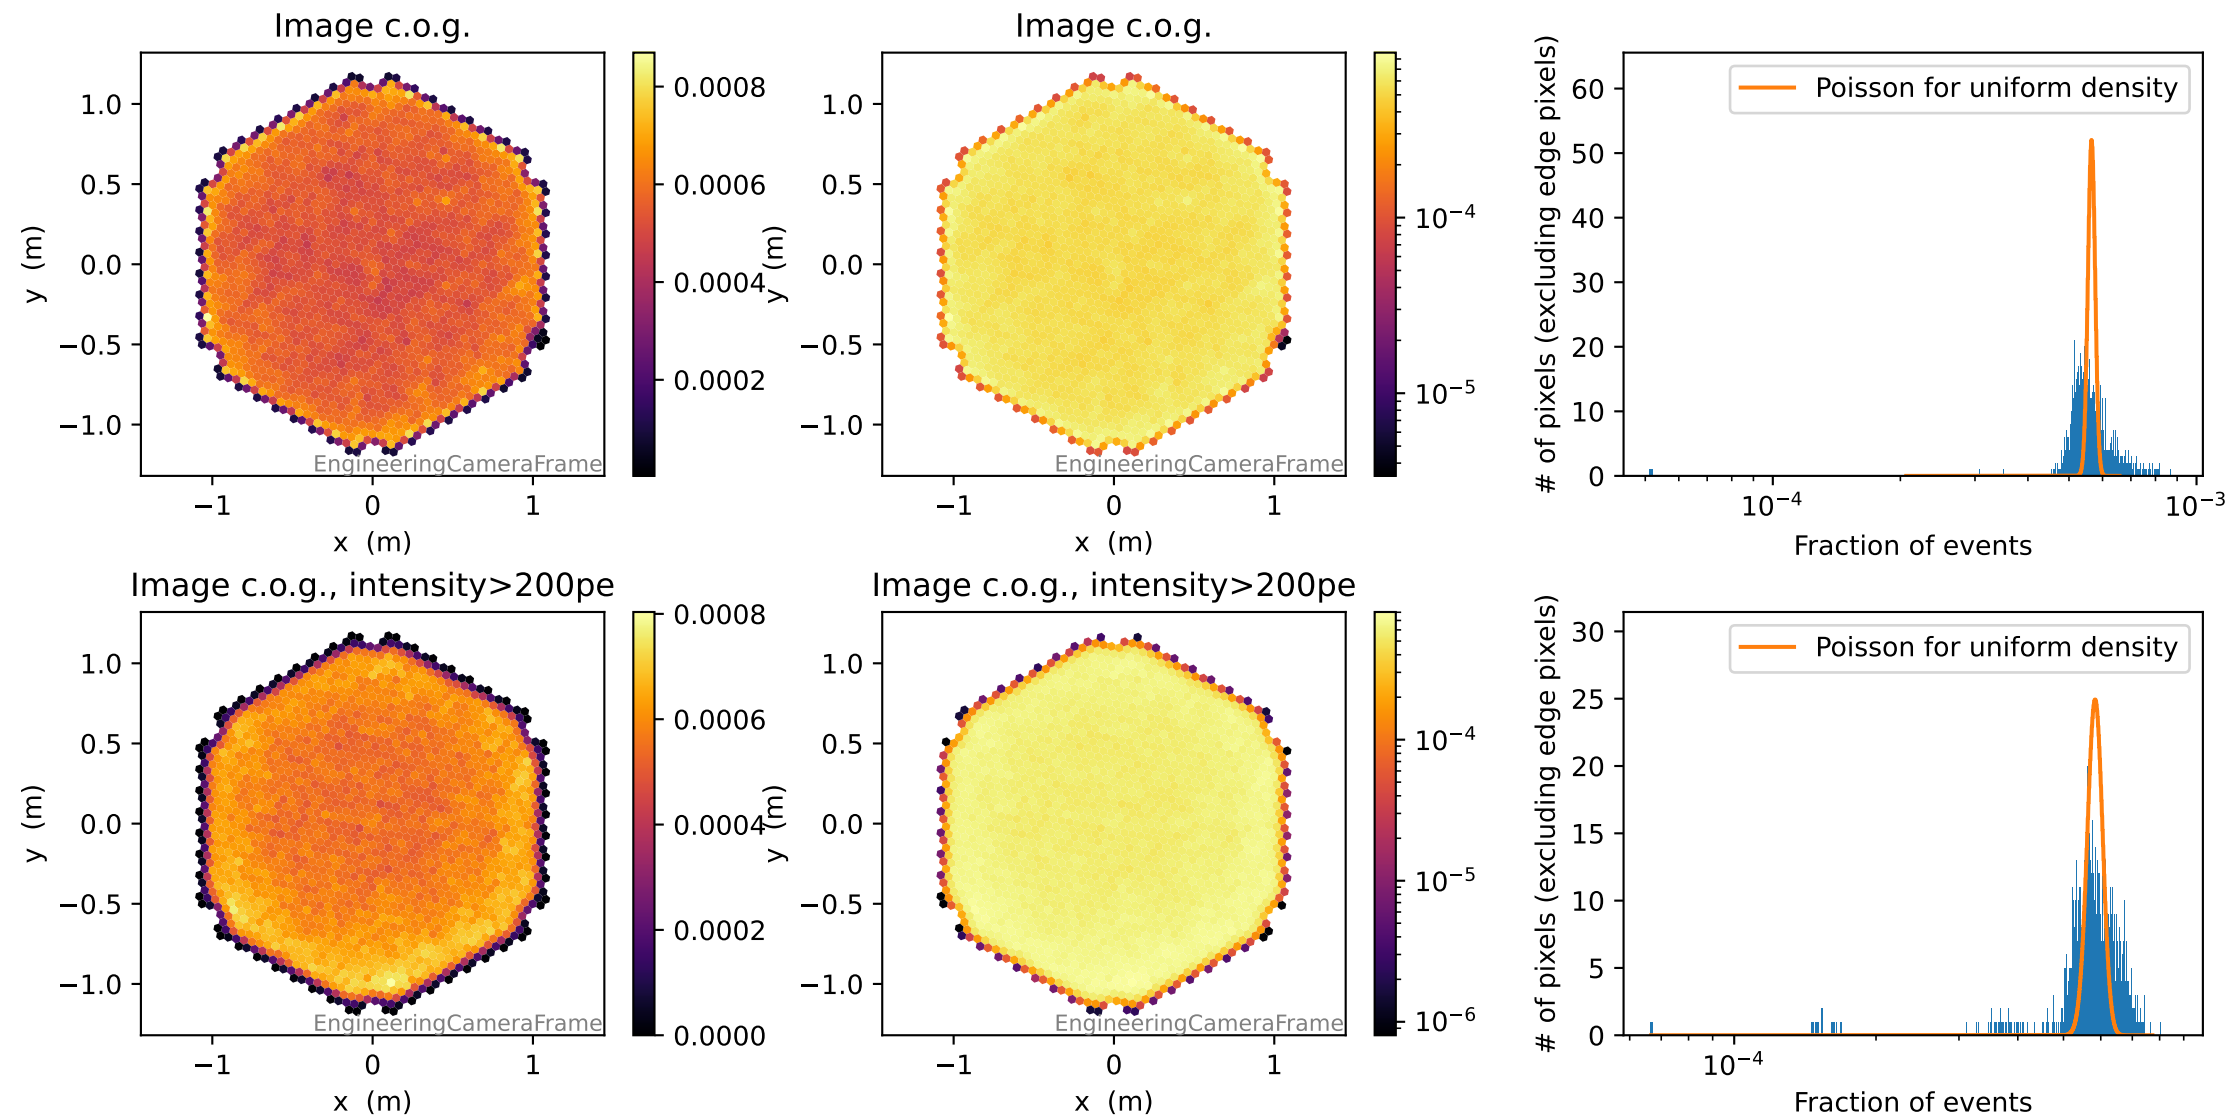 Image c.o.g.
y (m)
1.0
0.5
0.0
−0.5
−1.0
−1
0
1
x (m)
EngineeringCameraFrame
0.0008
0.0006
0.0004
0.0002
Image c.o.g.
y (m)
1.0
0.5
0.0
−0.5
−1.0
−1
0
1
x (m)
EngineeringCameraFrame
10⁻⁴
10⁻⁵
# of pixels (excluding edge pixels)
60
50
40
30
20
10
0
Poisson for uniform density
10⁻⁴
10⁻³
Fraction of events
Image c.o.g., intensity>200pe
y (m)
1.0
0.5
0.0
−0.5
−1.0
−1
0
1
x (m)
EngineeringCameraFrame
0.0008
0.0006
0.0004
0.0002
0.0000
Image c.o.g., intensity>200pe
y (m)
1.0
0.5
0.0
−0.5
−1.0
−1
0
1
x (m)
EngineeringCameraFrame
10⁻⁴
10⁻⁵
10⁻⁶
# of pixels (excluding edge pixels)
30
25
20
15
10
5
0
Poisson for uniform density
10⁻⁴
Fraction of events